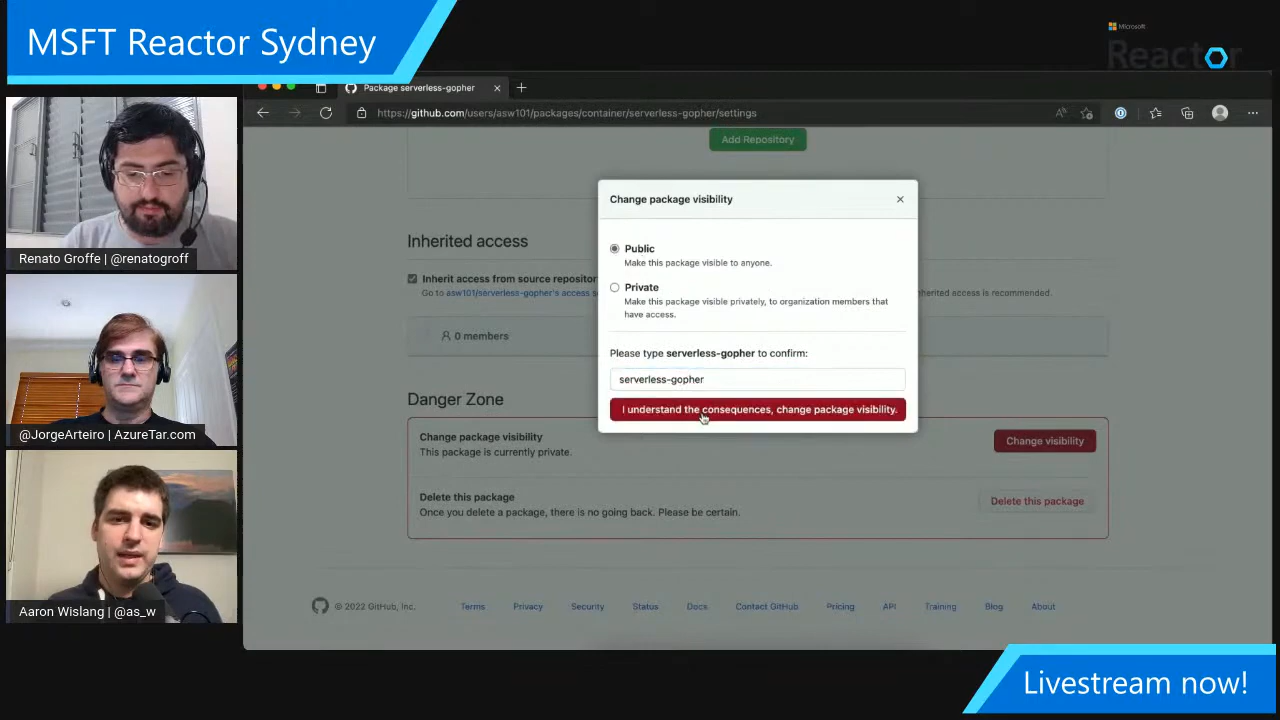 MSFT Reactor Sydney
Microsoft
Reactor
Renato Groffe | @renatogroff
@JorgeArteiro | AzureTar.com
Aaron Wislang | @as_w
Package serverless-gopher
https://github.com/users/asw101/packages/container/serverless-gopher/settings
Add Repository
Inherited access
Inherit access from source repositor
Go to asw101/serverless-gopher's access s
nherited access is recommended.
0 members
Danger Zone
Change package visibility
This package is currently private.
Change visibility
Delete this package
Once you delete a package, there is no going back. Please be certain.
Delete this package
Change package visibility
Public
Make this package visible to anyone.
Private
Make this package visible privately, to organization members that
have access.
Please type serverless-gopher to confirm:
serverless-gopher
I understand the consequences, change package visibility.
© 2022 GitHub, Inc.
Terms
Privacy
Security
Status
Docs
Contact GitHub
Pricing
API
Training
Blog
About
Livestream now!